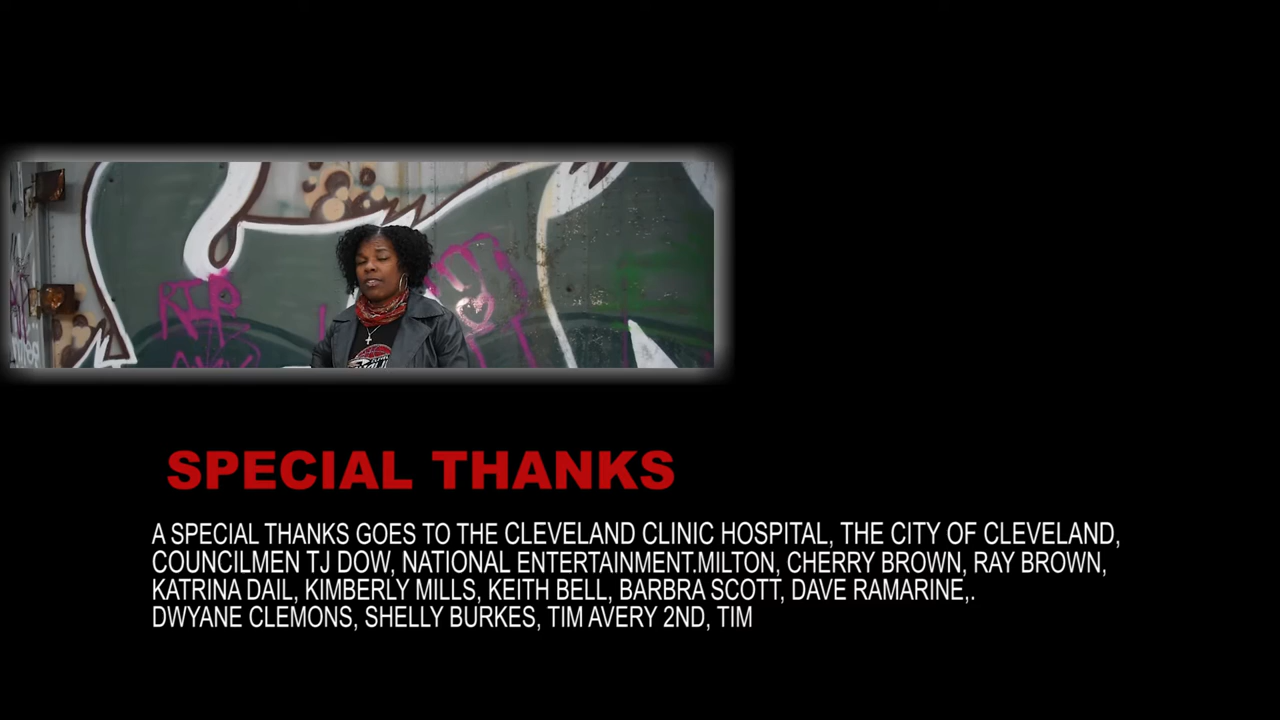 RIP
SPECIAL THANKS
A SPECIAL THANKS GOES TO THE CLEVELAND CLINIC HOSPITAL, THE CITY OF CLEVELAND,
COUNCILMEN TJ DOW, NATIONAL ENTERTAINMENT.MILTON, CHERRY BROWN, RAY BROWN,
KATRINA DAIL, KIMBERLY MILLS, KEITH BELL, BARBRA SCOTT, DAVE RAMARINE,.
DWYANE CLEMONS, SHELLY BURKES, TIM AVERY 2ND, TIM